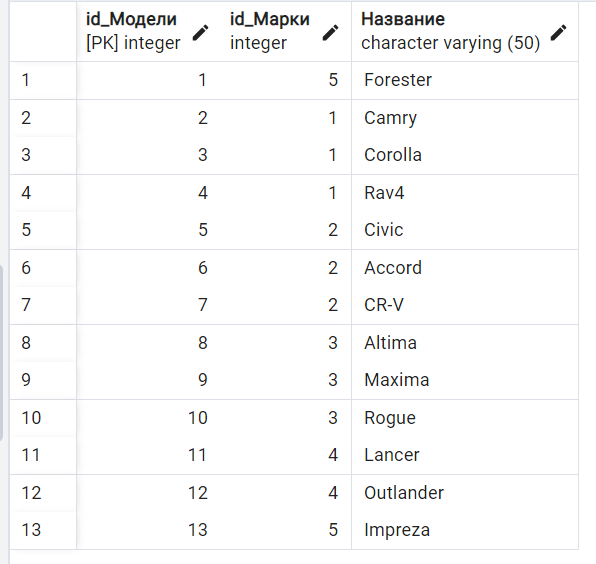 id_Модели id_Марки Название
[PK] integer integer character varying (50)
1 1 5 Forester
2 2 1 Camry
3 3 1 Corolla
4 4 1 Rav4
5 5 2 Civic
6 6 2 Accord
7 7 2 CR-V
8 8 3 Altima
9 9 3 Maxima
10 10 3 Rogue
11 11 4 Lancer
12 12 4 Outlander
13 13 5 Impreza